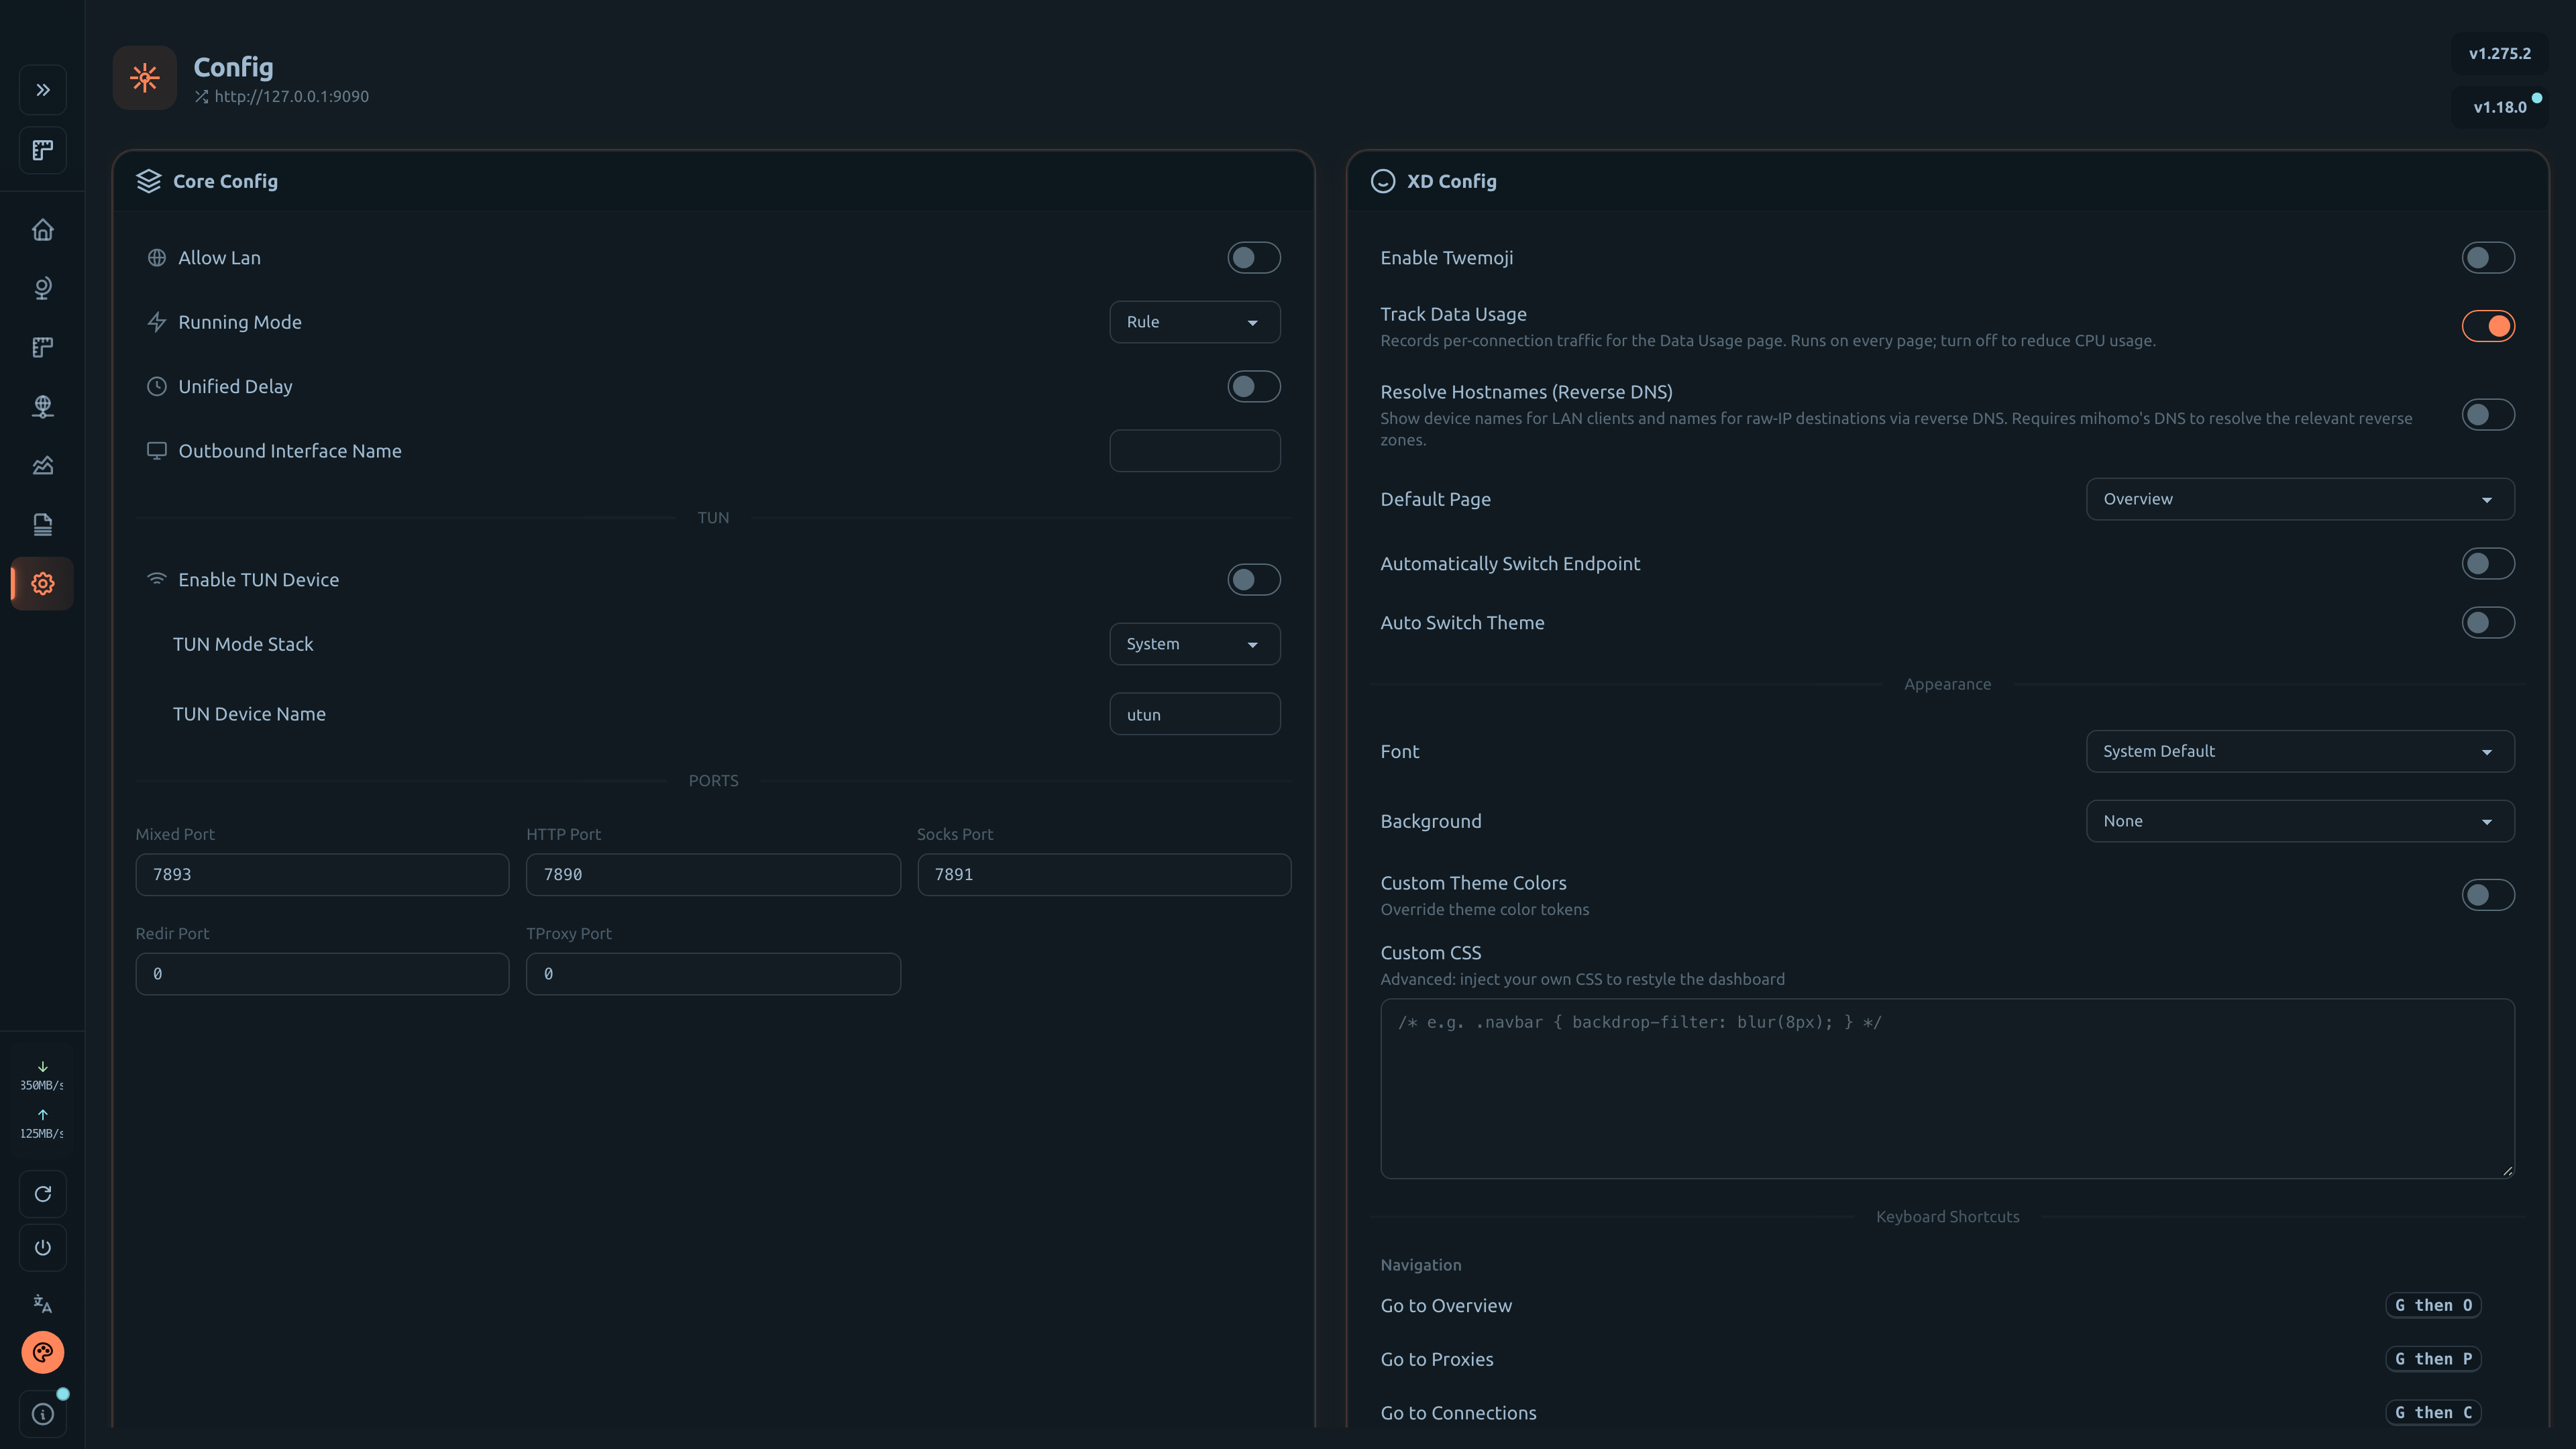 Config
http://127.0.0.1:9090
v1.275.2
v1.18.0
Core Config
Allow Lan
Running Mode
Rule
Unified Delay
Outbound Interface Name
TUN
Enable TUN Device
TUN Mode Stack
System
TUN Device Name
utun
PORTS
Mixed Port
HTTP Port
Socks Port
7893
7890
7891
Redir Port
TProxy Port
0
0
XD Config
Enable Twemoji
Track Data Usage
Records per-connection traffic for the Data Usage page. Runs on every page; turn off to reduce CPU usage.
Resolve Hostnames (Reverse DNS)
Show device names for LAN clients and names for raw-IP destinations via reverse DNS. Requires mihomo's DNS to resolve the relevant reverse
zones.
Default Page
Overview
Automatically Switch Endpoint
Auto Switch Theme
Appearance
Font
System Default
Background
None
Custom Theme Colors
Override theme color tokens
Custom CSS
Advanced: inject your own CSS to restyle the dashboard
/* e.g. .navbar { backdrop-filter: blur(8px); } */
Keyboard Shortcuts
Navigation
Go to Overview
G then O
Go to Proxies
G then P
Go to Connections
G then C
350MB/s
125MB/s